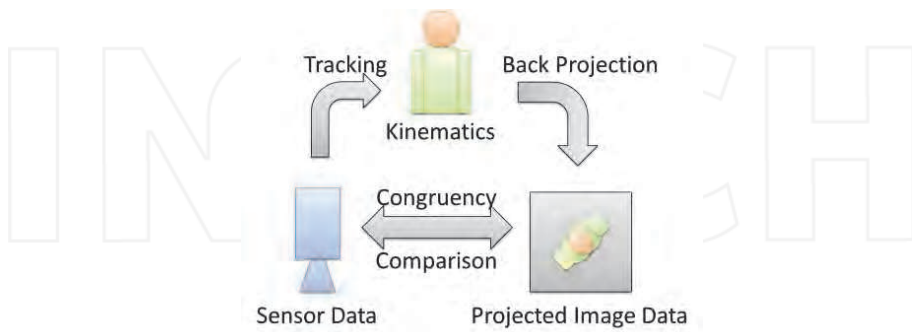 Tracking
Back Projection
Kinematics
Congruency
Comparison
Sensor Data
Projected Image Data